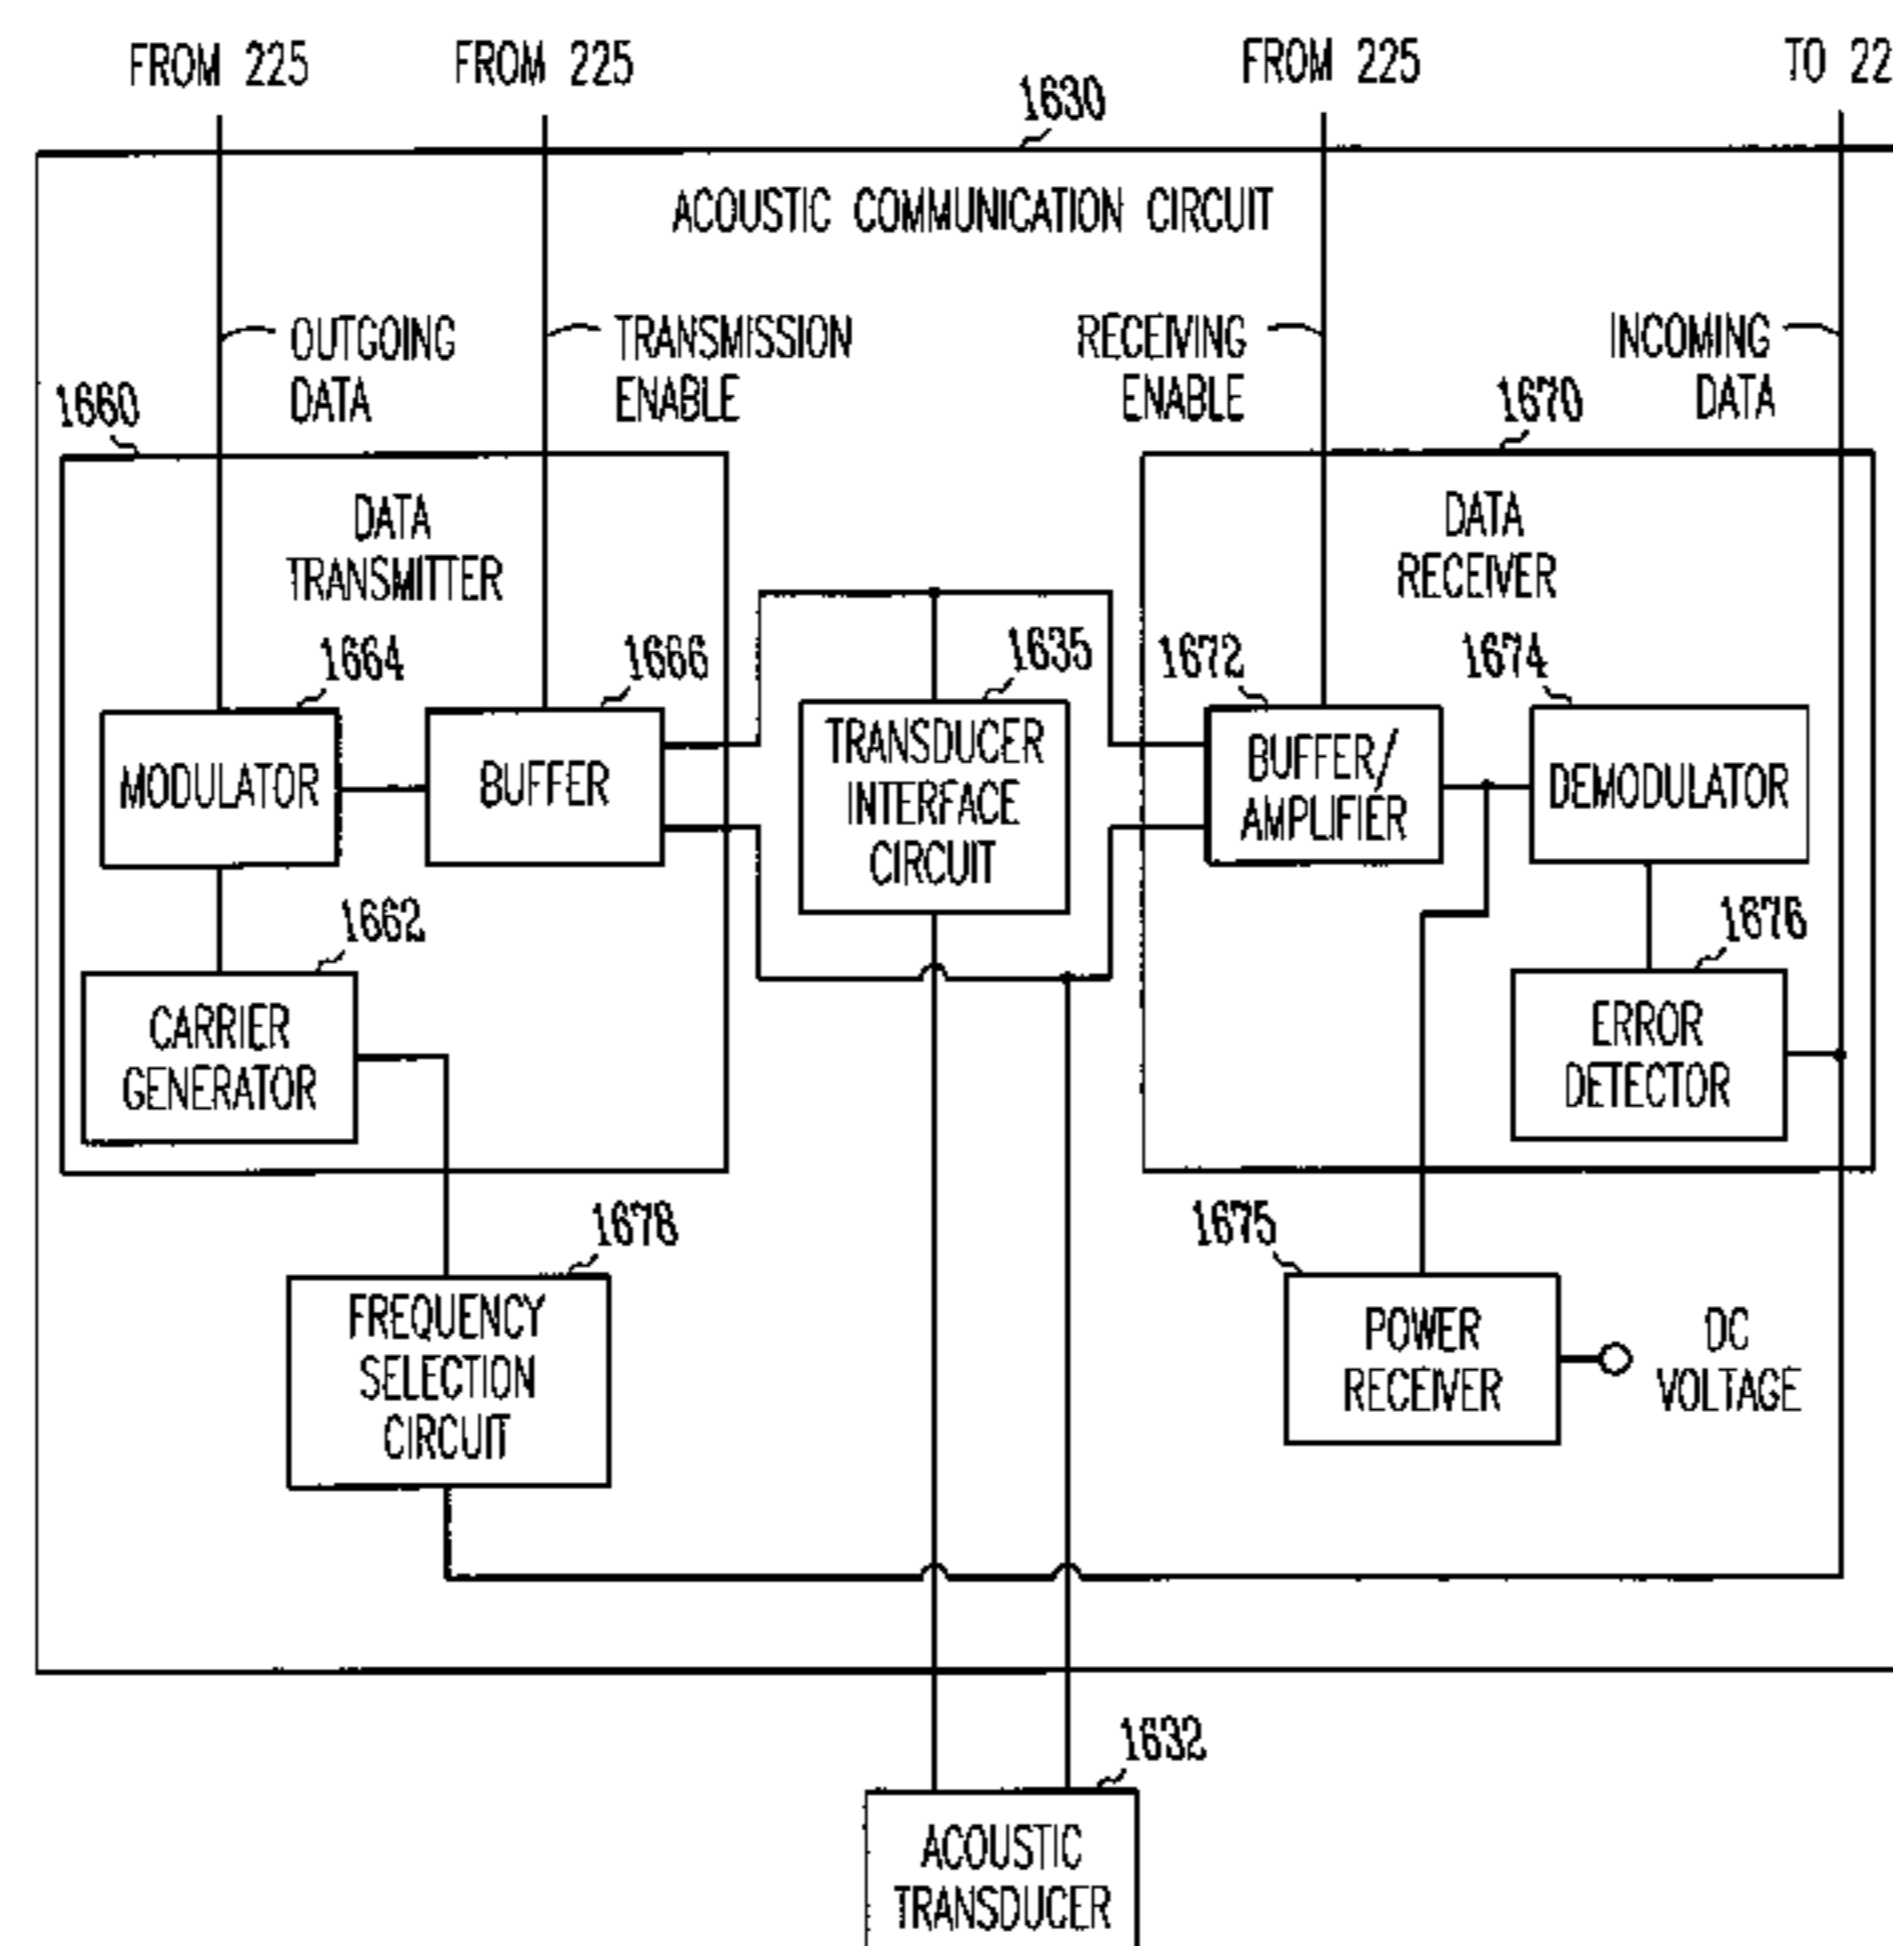 FROM 225
FROM 225
FROM 225
TO 22
1630
ACOUSTIC COMMUNICATION CIRCUIT
OUTGOING
DATA
TRANSMISSION
ENABLE
RECEIVING
ENABLE
INCOMING
DATA
1660
1670
DATA
TRANSMITTER
DATA
RECEIVER
1664
1666
1635
1672
1674
MODULATOR
BUFFER
TRANSDUCER
INTERFACE
CIRCUIT
BUFFER/
AMPLIFIER
DEMODULATOR
1662
1676
CARRIER
GENERATOR
ERROR
DETECTOR
1678
1675
FREQUENCY
SELECTION
CIRCUIT
POWER
RECEIVER
DC
VOLTAGE
1632
ACOUSTIC
TRANSDUCER